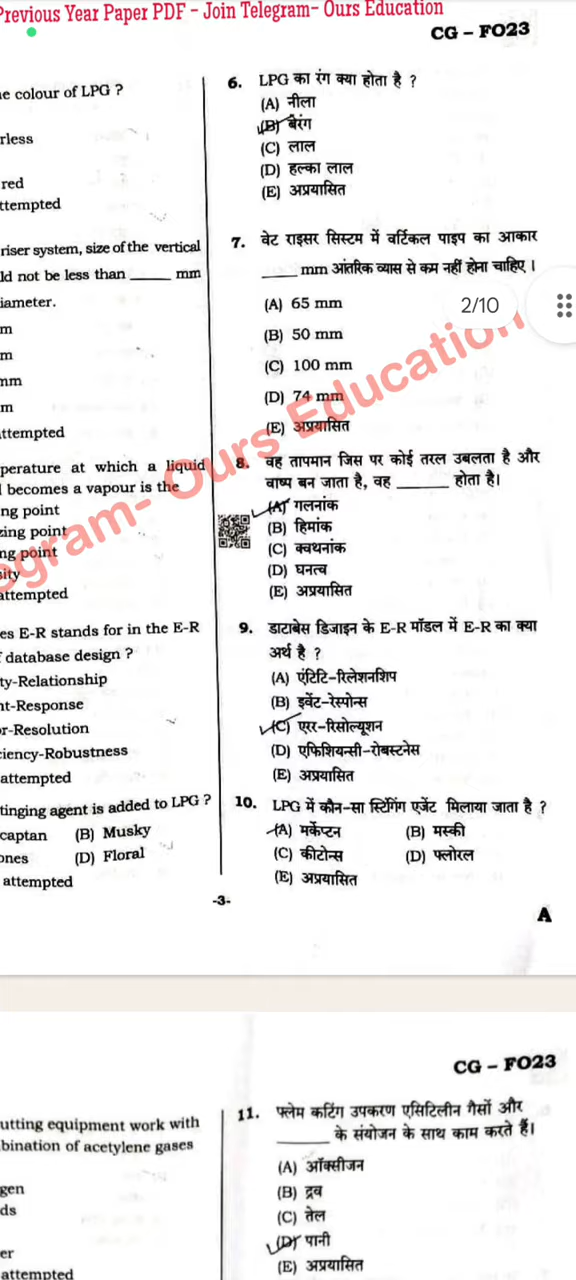 Previous Year Paper PDF - Join Telegram- Ours Education
CG – FO23
e colour of LPG ?
rless
red
ttempted
6. LPG का रंग क्या होता है ?
(A) नीला
(B) बैरंग
(C) लाल
(D) हल्का लाल
(E) अप्रयासित
riser system, size of the vertical
ld not be less than ______ mm
iameter.
m
m
nm
m
ttempted
7. वेट राइसर सिस्टम में वर्टिकल पाइप का आकार
_____ mm आंतरिक व्यास से कम नहीं होना चाहिए ।
(A) 65 mm
2/10
(B) 50 mm
(C) 100 mm
(D) 74 mm
(E) अप्रयासित
egram- Ours Education
perature at which a liquid
l becomes a vapour is the
ng point
zing point
ng point
sity
attempted
8. वह तापमान जिस पर कोई तरल उबलता है और
वाष्प बन जाता है, वह _______ होता है।
(A) गलनांक
(B) हिमांक
(C) क्वथनांक
(D) घनत्व
(E) अप्रयासित
es E-R stands for in the E-R
f database design ?
ty-Relationship
nt-Response
r-Resolution
ciency-Robustness
attempted
9. डाटाबेस डिजाइन के E-R मॉडल में E-R का क्या
अर्थ है ?
(A) एंटिटि-रिलेशनशिप
(B) इवेंट-रेस्पोन्स
(C) एरर-रिसोल्यूशन
(D) एफिशियन्सी-रोबस्टनेस
(E) अप्रयासित
tinging agent is added to LPG ?
captan (B) Musky
ones (D) Floral
attempted
10. LPG में कौन-सा स्टिंगिंग एजेंट मिलाया जाता है ?
(A) मर्केप्टन (B) मस्की
(C) कीटोन्स (D) फ्लोरल
(E) अप्रयासित
-3-
A
CG – FO23
utting equipment work with
bination of acetylene gases
gen
ds
er
attempted
11. फ्लेम कटिंग उपकरण एसिटिलीन गैसों और
_______ के संयोजन के साथ काम करते हैं।
(A) ऑक्सीजन
(B) द्रव
(C) तेल
(D) पानी
(E) अप्रयासित